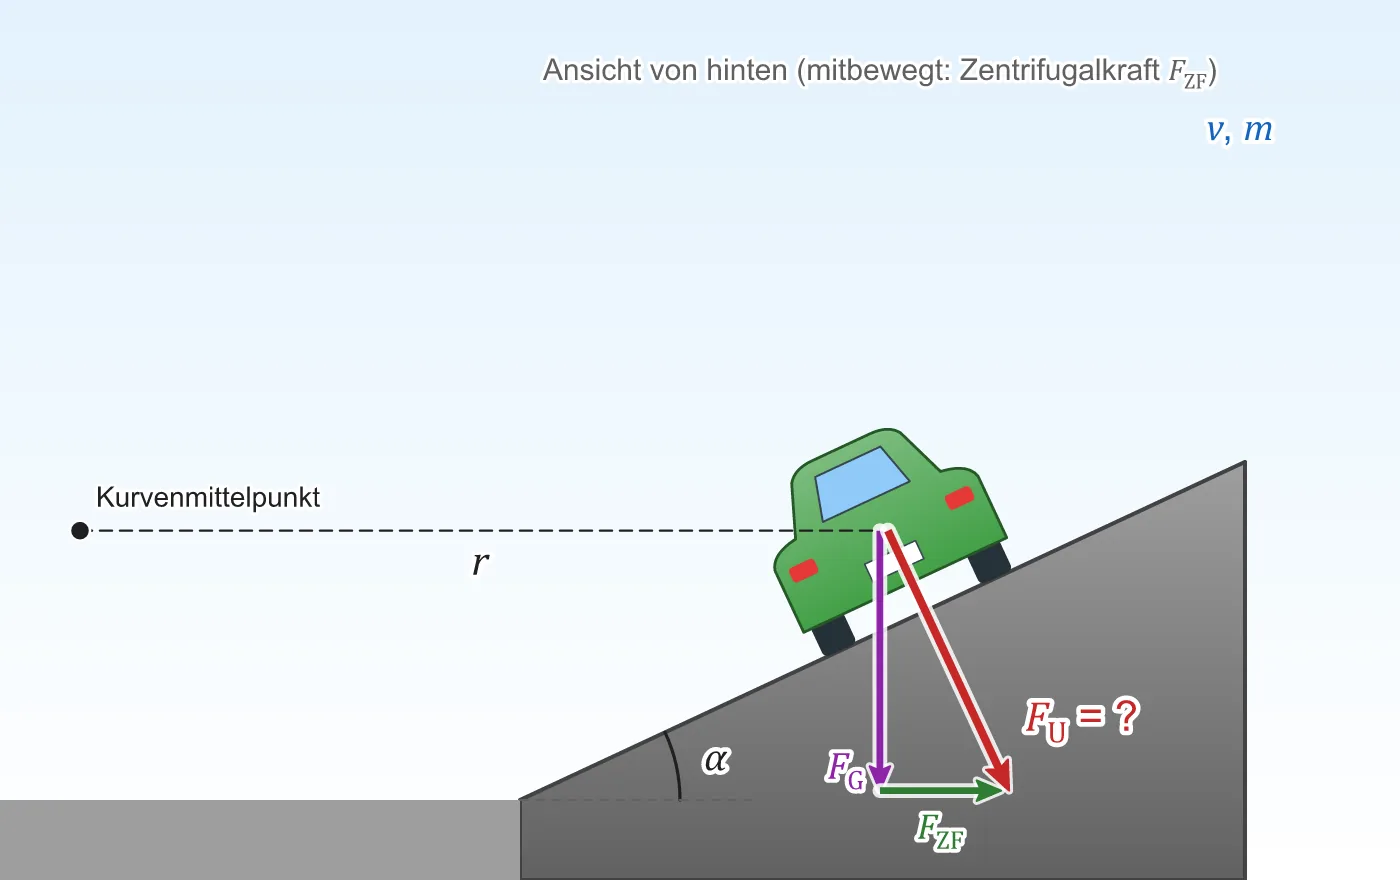 Ansicht von hinten (mitbewegt: Zentrifugalkraft F_ZF)
v, m
Kurvenmittelpunkt
r
α
F_U = ?
F_G
F_ZF